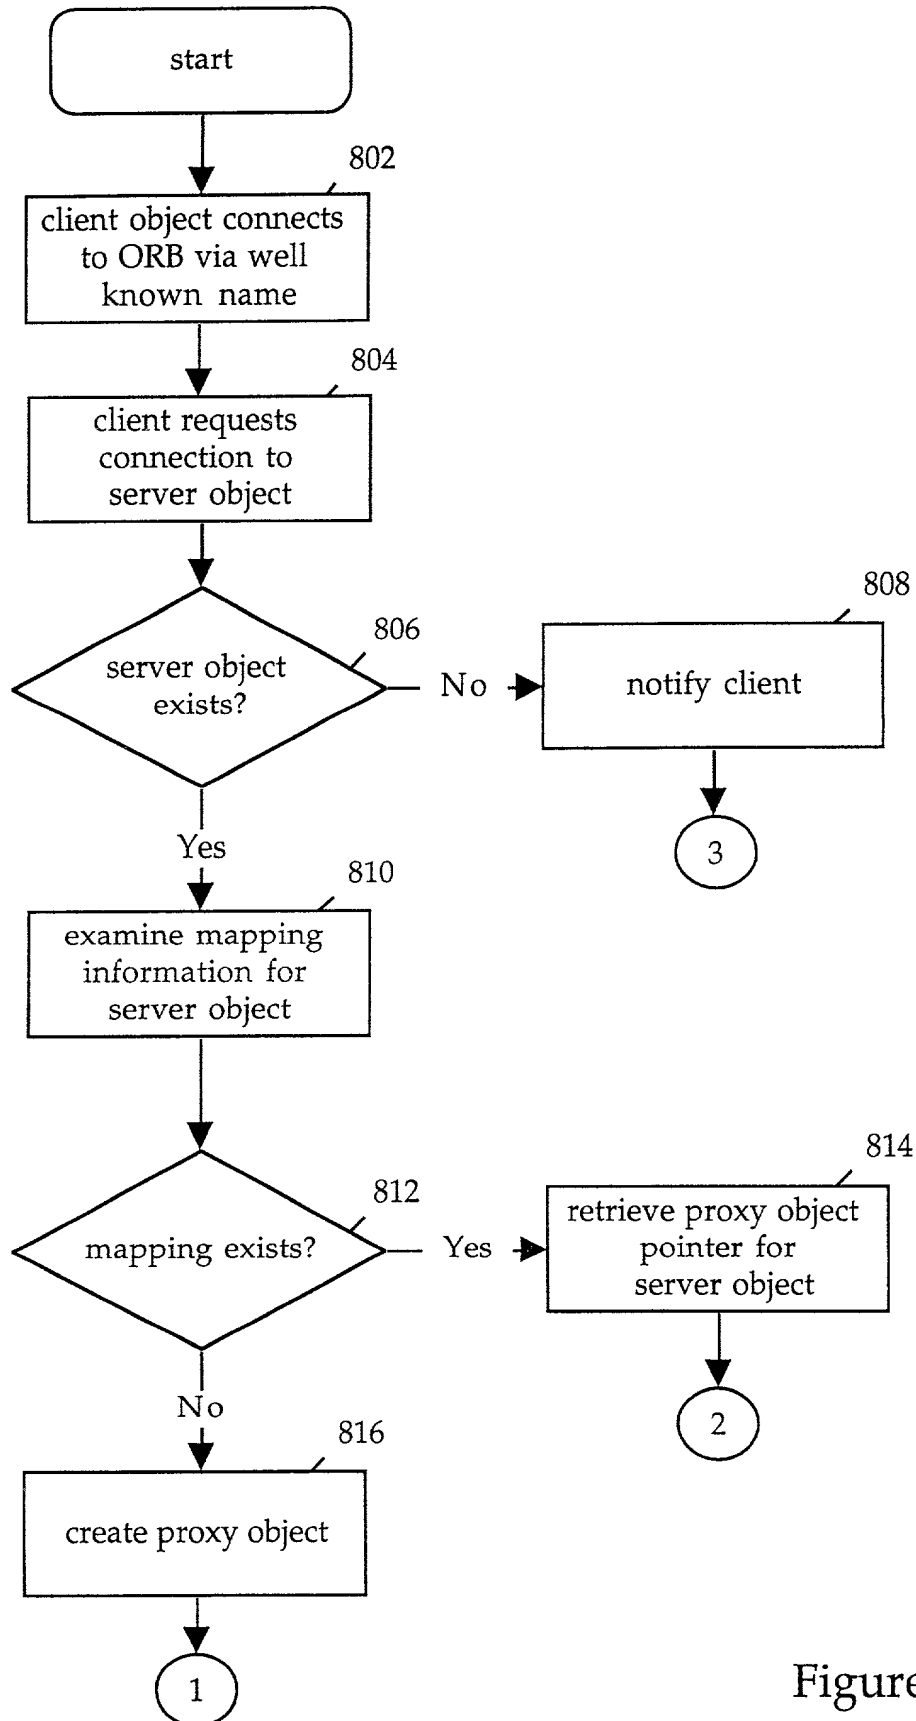 start
802
client object connects
to ORB via well
known name
804
client requests
connection to
server object
806
server object
exists?
No
808
notify client
3
Yes
810
examine mapping
information for
server object
812
mapping exists?
Yes
814
retrieve proxy object
pointer for
server object
2
No
816
create proxy object
1
Figure